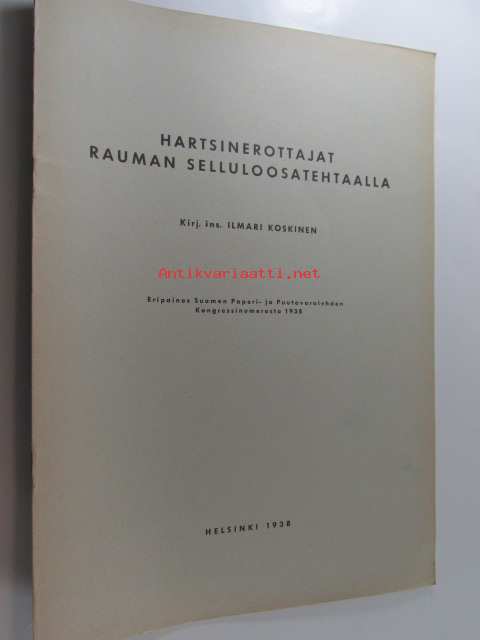 HARTSINEROTTAJAT
RAUMAN SELLULOOSATEHTAALLA
Kirj. ins. ILMARI KOSKINEN
Antikvariaatti.net
Eripainos Suomen Paperi- ja Puutavaralehden
Kongressinumerosta 1938
HELSINKI 1938